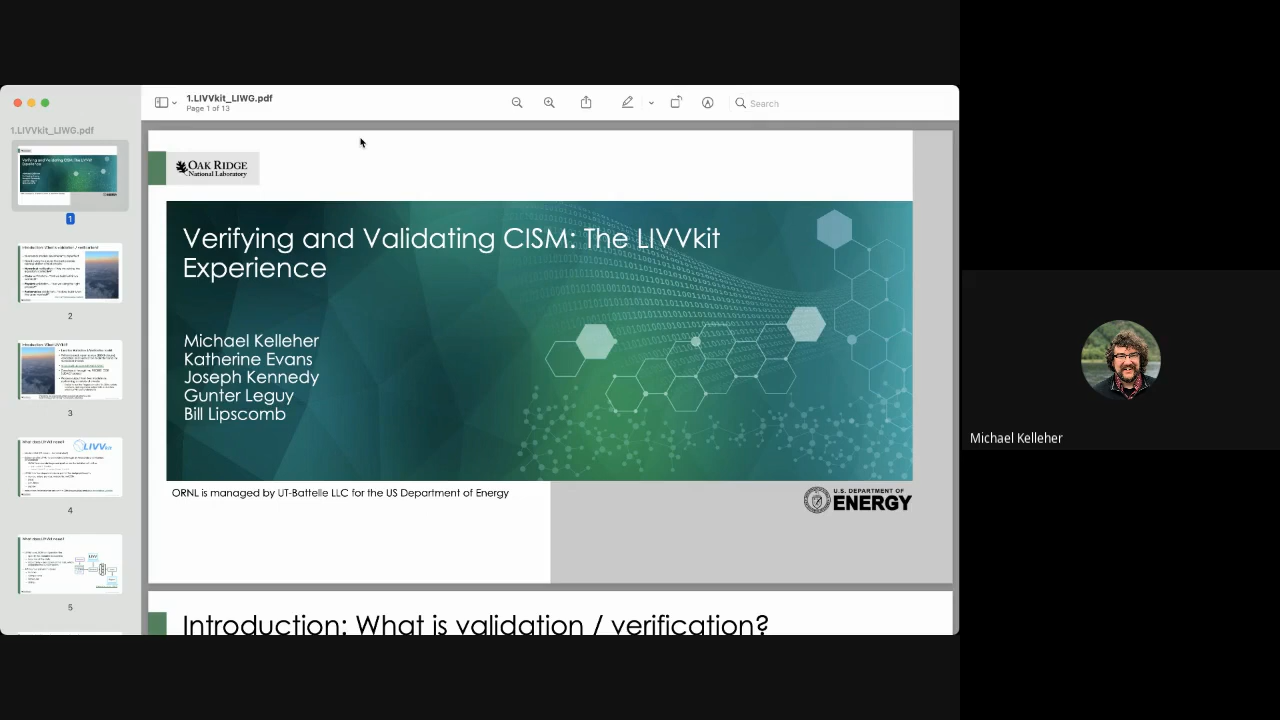 1.LIVVkit_LIWG.pdf
Page 1 of 13
Search
1.LIVVkit_LIWG.pdf
1
2
3
4
5
OAK RIDGE
National Laboratory
Verifying and Validating CISM: The LIVVkit
Experience
Michael Kelleher
Katherine Evans
Joseph Kennedy
Gunter Leguy
Bill Lipscomb
ORNL is managed by UT-Battelle LLC for the US Department of Energy
U.S. DEPARTMENT OF
ENERGY
Introduction: What is validation / verification?
Michael Kelleher